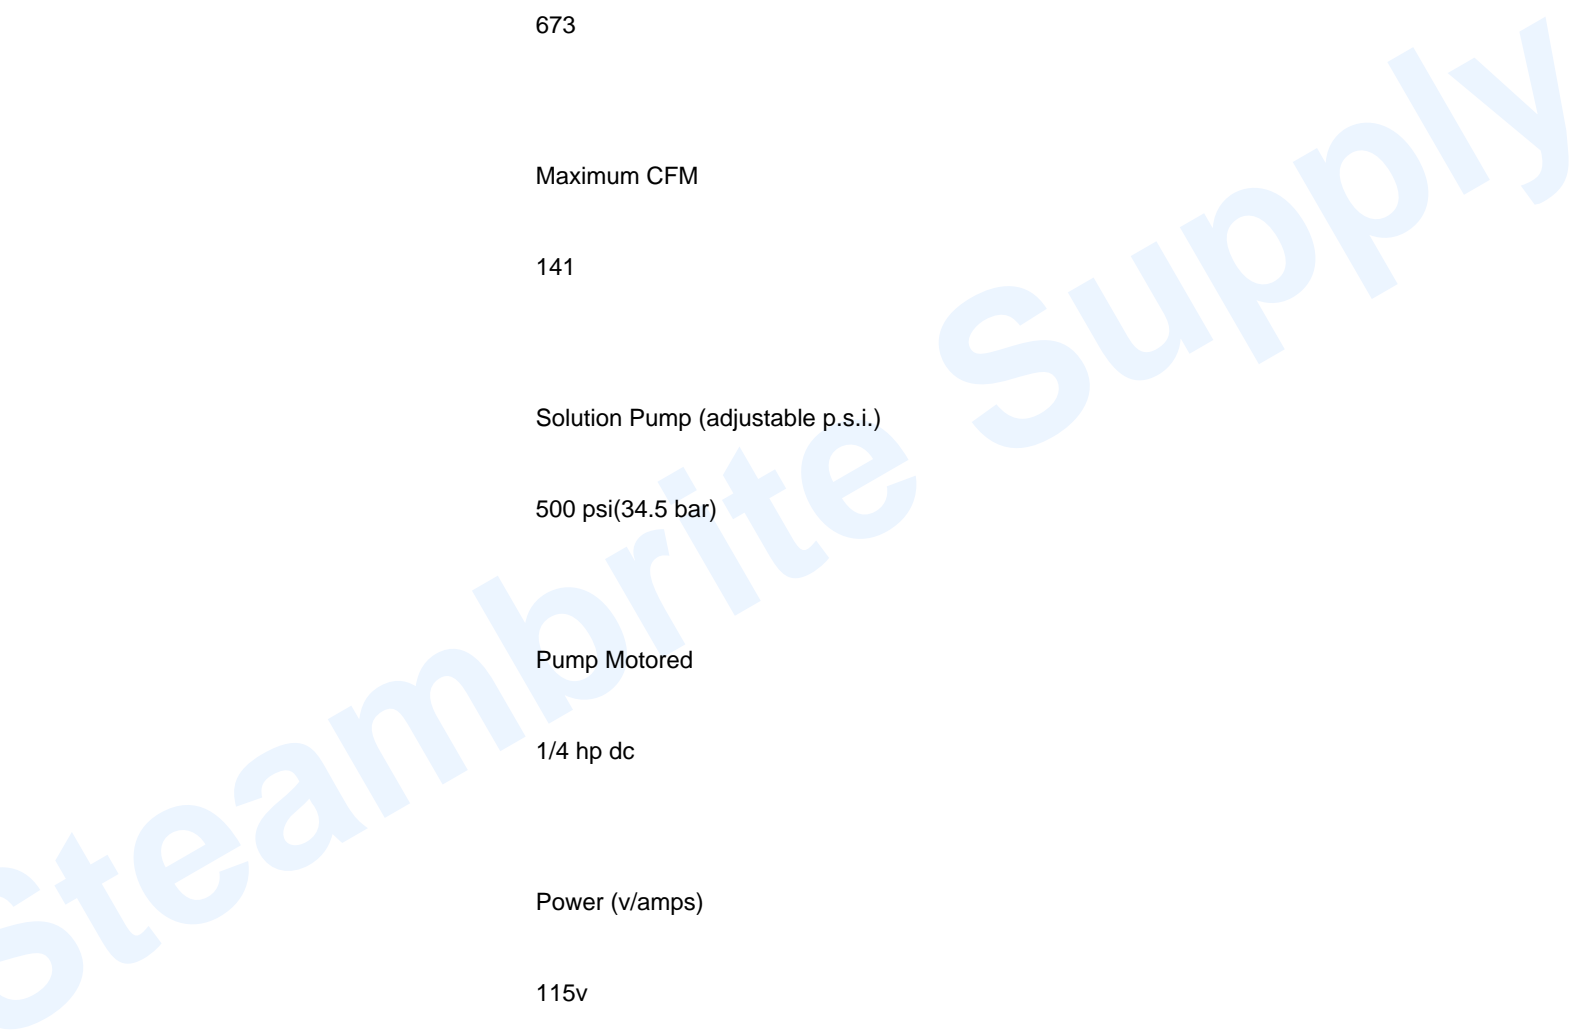 673
Maximum CFM
141
Solution Pump (adjustable p.s.i.)
500 psi(34.5 bar)
Pump Motored
1/4 hp dc
Power (v/amps)
115v
Steambrite Supply